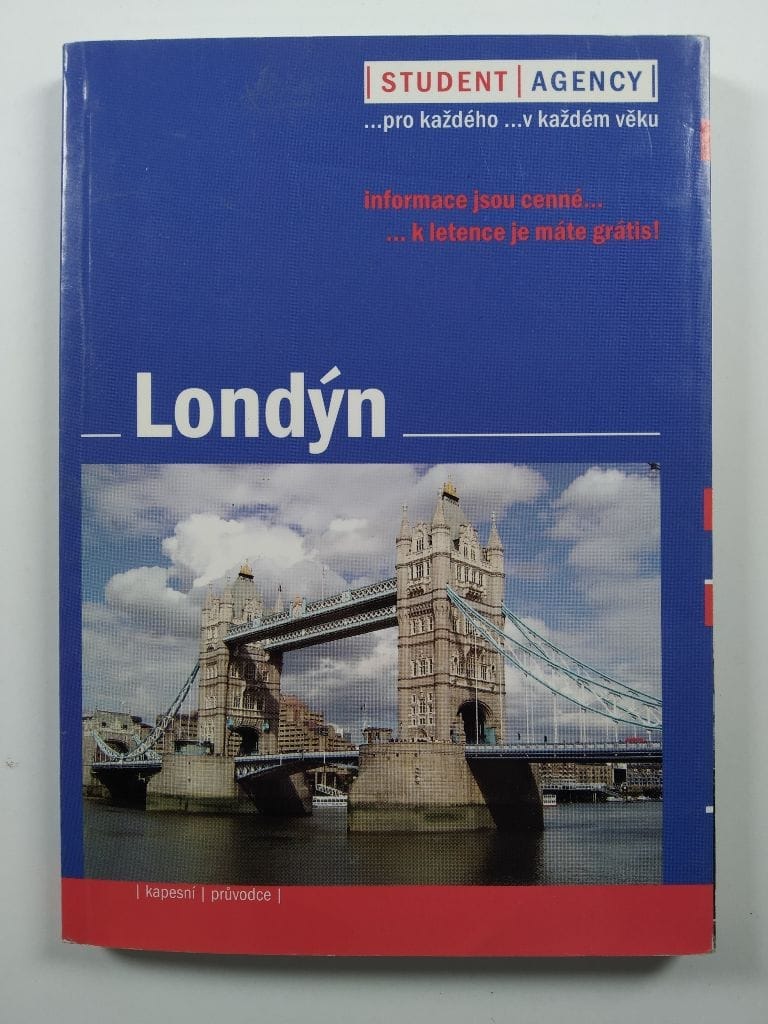 |STUDENT|AGENCY|
...pro každého ...v každém věku
informace jsou cenné...
... k letence je máte grátis!
Londýn
| kapesní | průvodce |